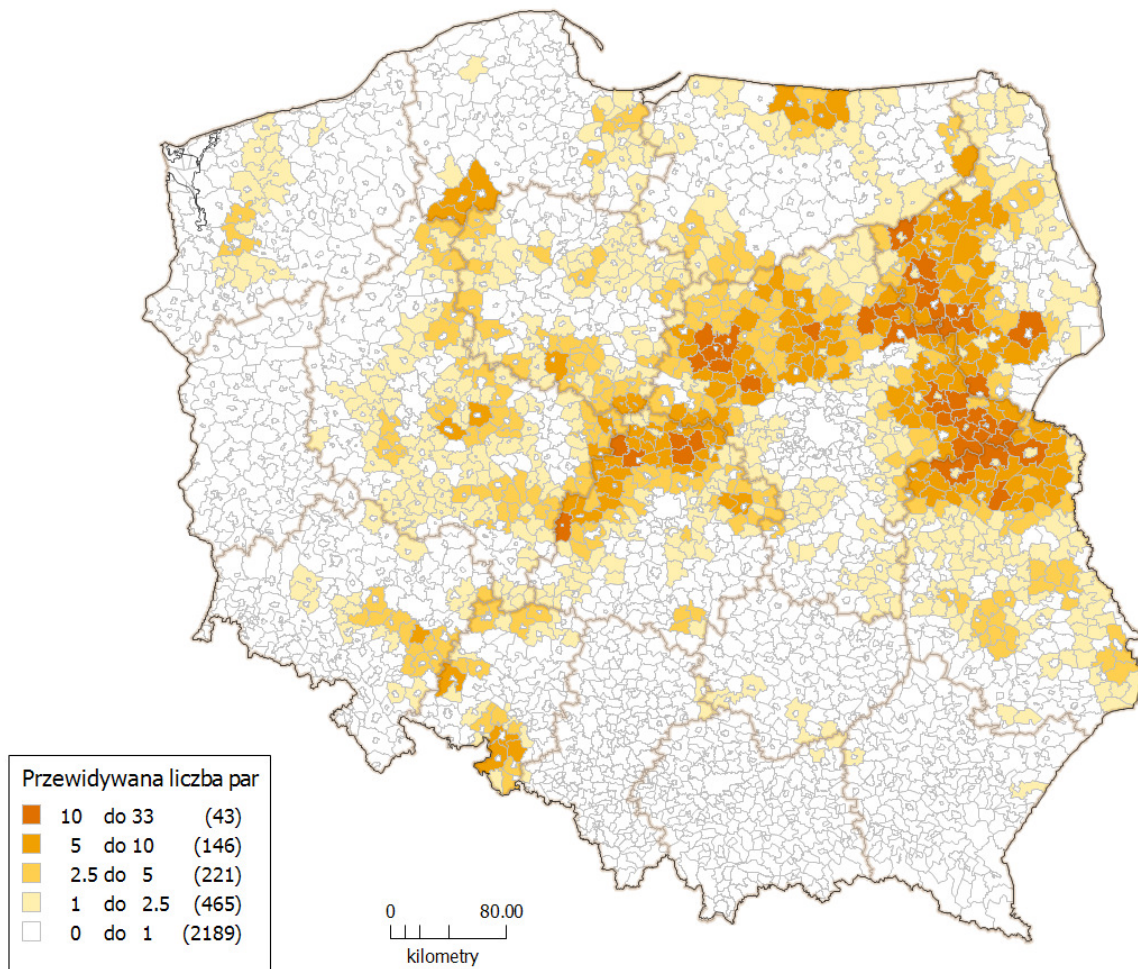 Przewidywana liczba par
10 do 33 (43)
5 do 10 (146)
2.5 do 5 (221)
1 do 2.5 (465)
0 do 1 (2189)
0 80.00
kilometry